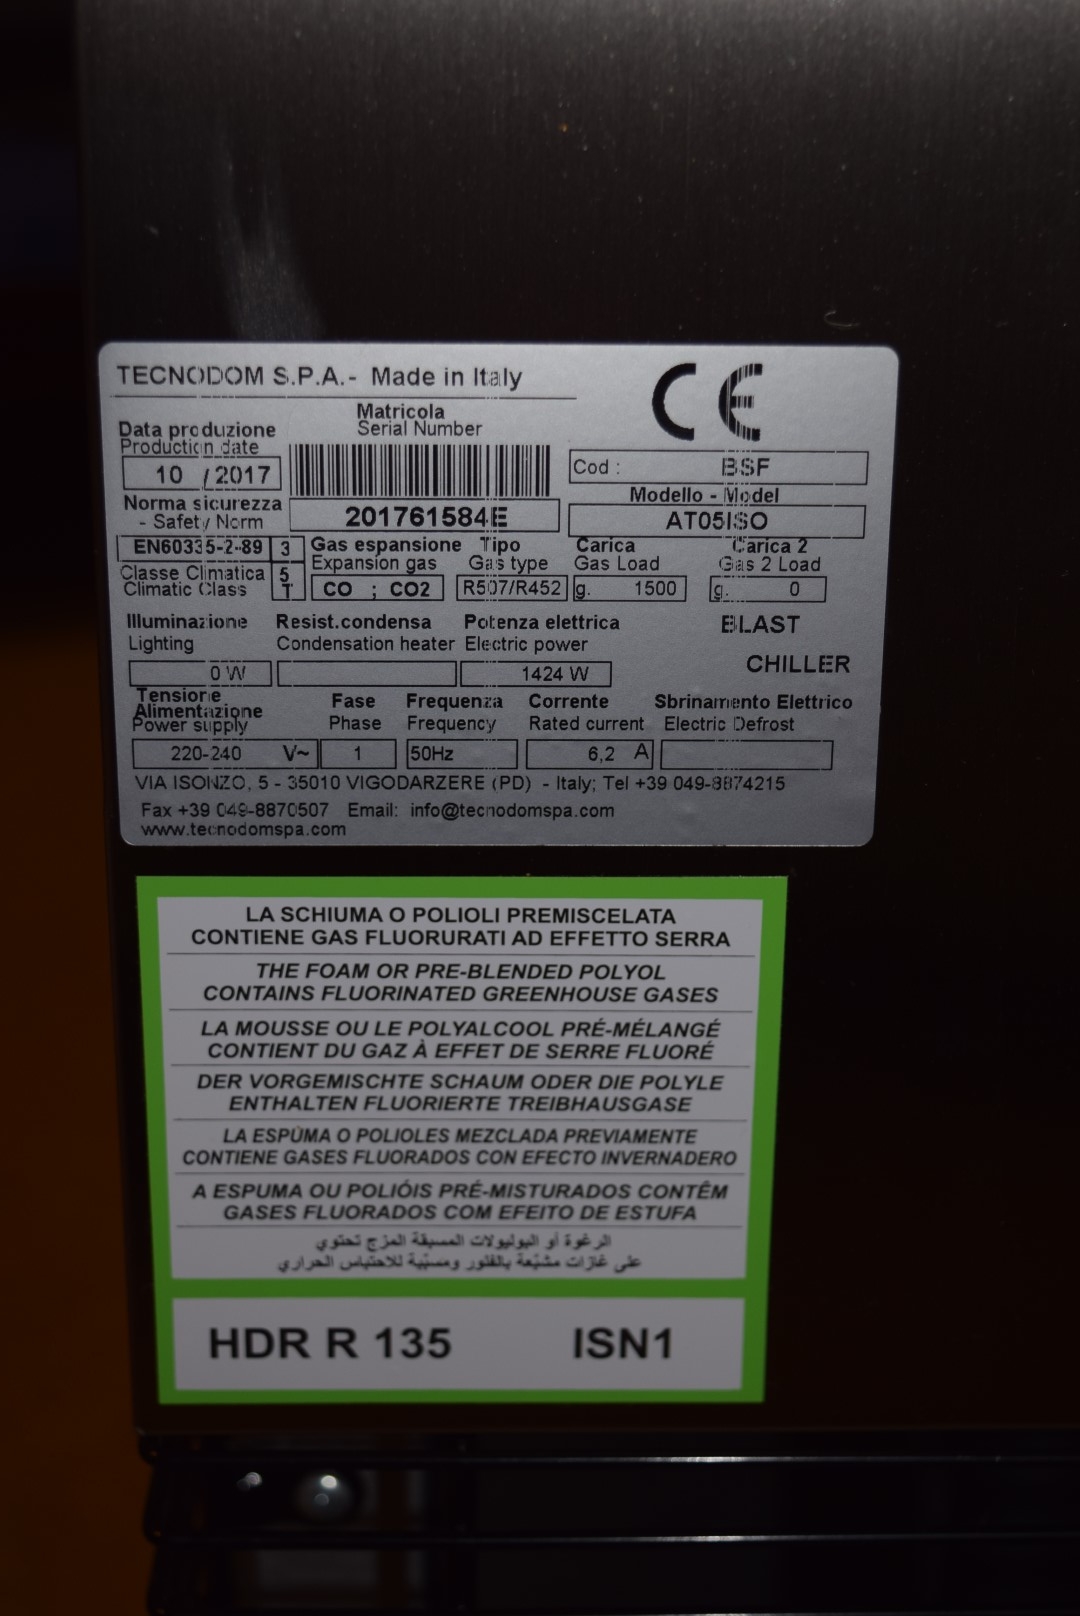 TECNODOM S.P.A.- Made in Italy
CE
Matricola
Serial Number
Data produzione
Production date
10 / 2017
Cod : BSF
Modello - Model
Norma sicurezza
- Safety Norm
201761584E
AT05ISO
EN60335-2-89 3
Gas espansione Tipo Carica Carica 2
Expansion gas Gas type Gas Load Gas 2 Load
Classe Climatica 5
Climatic Class T
CO ; CO2 R507/R452 g. 1500 g. 0
Illuminazione Resist.condensa Potenza elettrica BLAST
Lighting Condensation heater Electric power
CHILLER
0 W 1424 W
Tensione
Alimentazione
Power supply
Fase Frequenza Corrente Sbrinamento Elettrico
Phase Frequency Rated current Electric Defrost
220-240 V~ 1 50Hz 6,2 A
VIA ISONZO, 5 - 35010 VIGODARZERE (PD) - Italy; Tel +39 049-8874215
Fax +39 049-8870507 Email: info@tecnodomspa.com
www.tecnodomspa.com
LA SCHIUMA O POLIOLI PREMISCELATA
CONTIENE GAS FLUORURATI AD EFFETTO SERRA
THE FOAM OR PRE-BLENDED POLYOL
CONTAINS FLUORINATED GREENHOUSE GASES
LA MOUSSE OU LE POLYALCOOL PRÉ-MÉLANGÉ
CONTIENT DU GAZ À EFFET DE SERRE FLUORÉ
DER VORGEMISCHTE SCHAUM ODER DIE POLYLE
ENTHALTEN FLUORIERTE TREIBHAUSGASE
LA ESPÚMA O POLIOLES MEZCLADA PREVIAMENTE
CONTIENE GASES FLUORADOS CON EFECTO INVERNADERO
A ESPUMA OU POLIÓIS PRÉ-MISTURADOS CONTÊM
GASES FLUORADOS COM EFEITO DE ESTUFA
الرغوة أو البوليولات المسبقة المزج تحتوي
على غازات مشبّعة بالفلور ومسبّبة للاحتباس الحراري
HDR R 135 ISN1